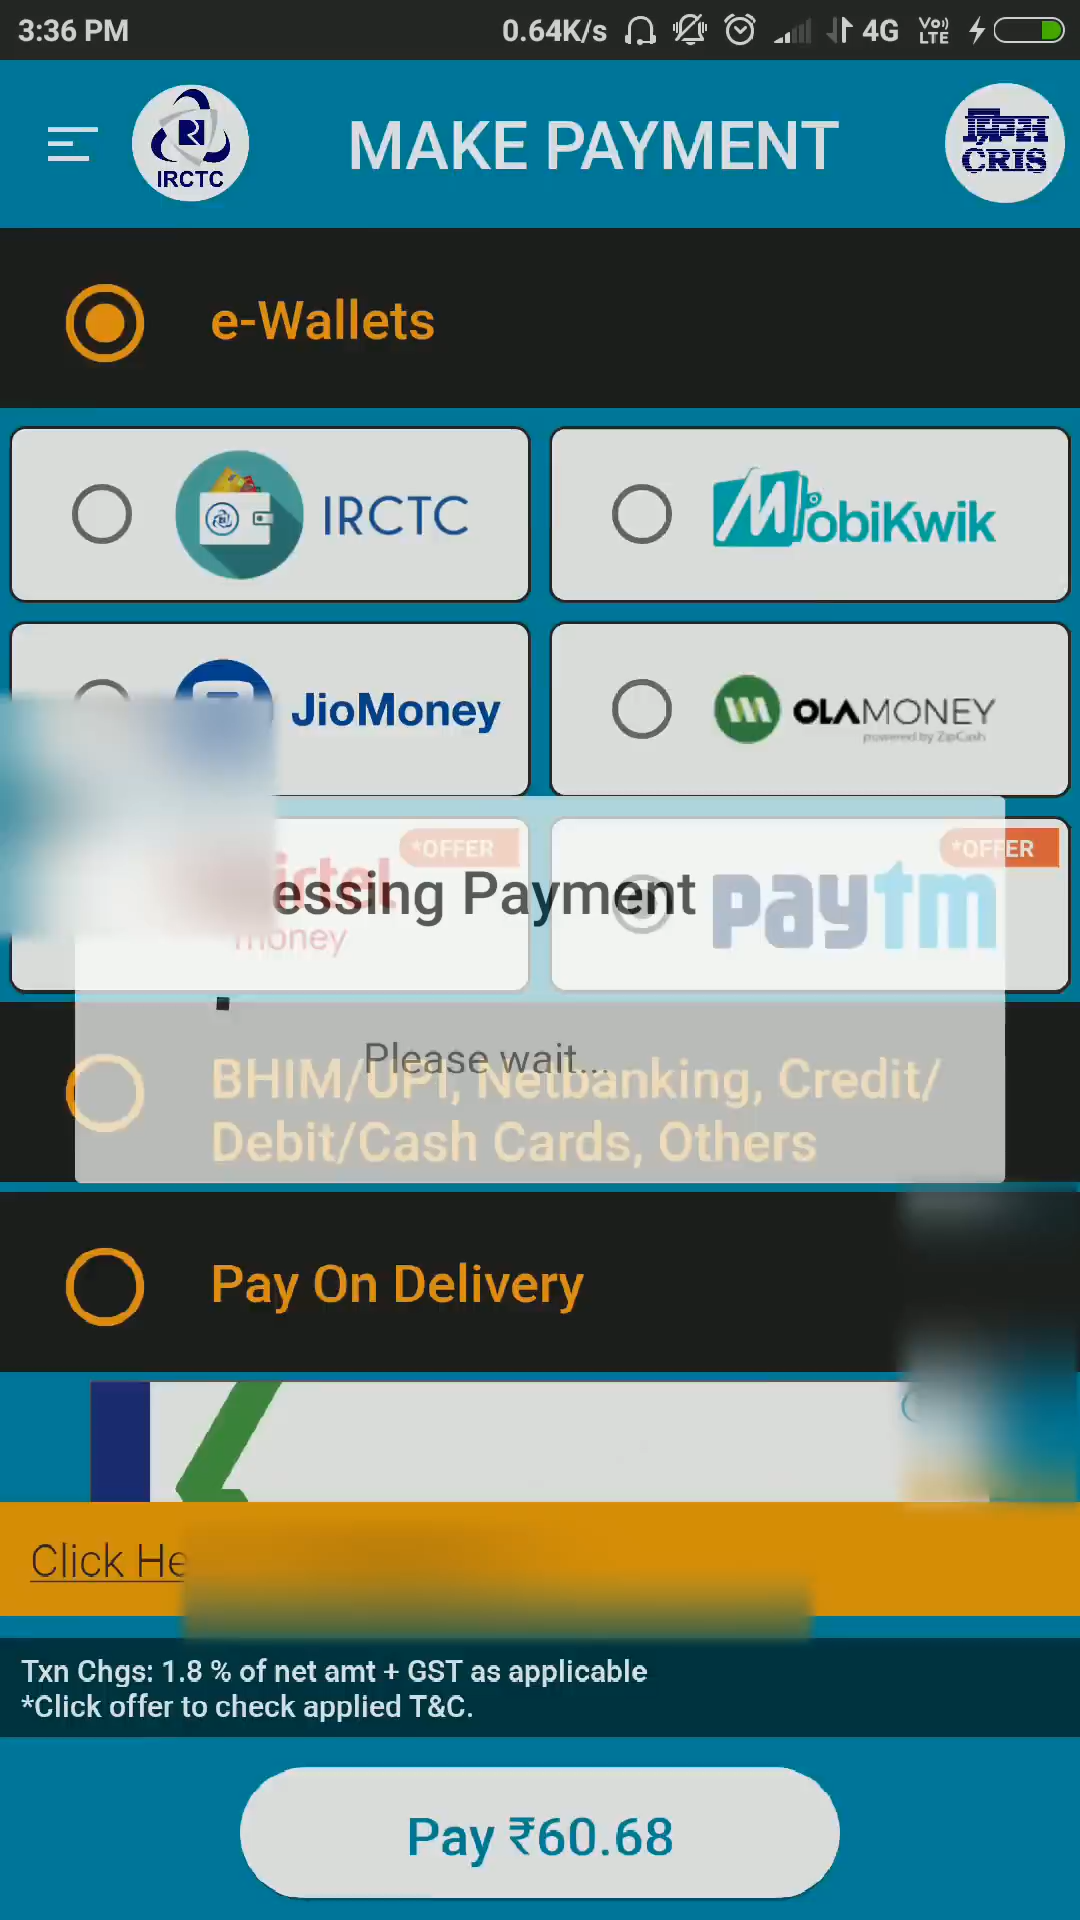 3:36 PM
0.64K/s
4G
Vo))
LTE
IRCTC
MAKE PAYMENT
CRIS
e-Wallets
IRCTC
MobiKwik
JioMoney
OLAMONEY
powered by ZipCash
*OFFER
*OFFER
essing Payment
paytm
money
Please wait...
BHIM/UPI, Netbanking, Credit/
Debit/Cash Cards, Others
Pay On Delivery
Click He
Txn Chgs: 1.8 % of net amt + GST as applicable
*Click offer to check applied T&C.
Pay ₹60.68